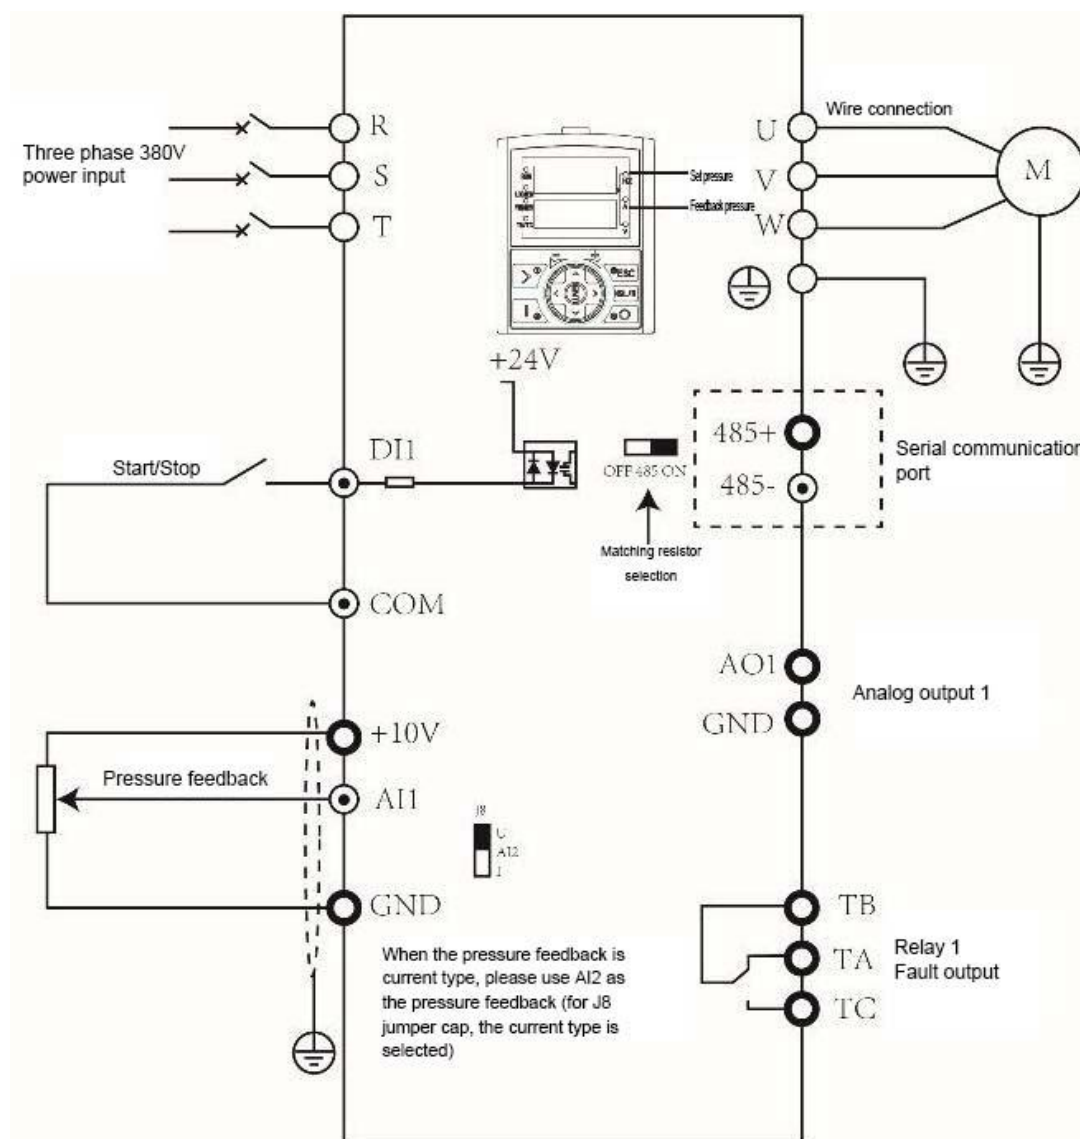 Wire connection
R
U
Three phase 380V
power input
S
Set pressure
V
M
Feedback pressure
T
W
ESC
+24V
DI1
485+
Serial communication
port
Start/Stop
OFF 485 ON
485-
Matching resistor
selection
COM
AO1
Analog output 1
GND
+10V
Pressure feedback
AI1
J8
U
AI2
I
GND
TB
When the pressure feedback is
current type, please use AI2 as
the pressure feedback (for J8
jumper cap, the current type is
selected)
Relay 1
Fault output
TA
TC